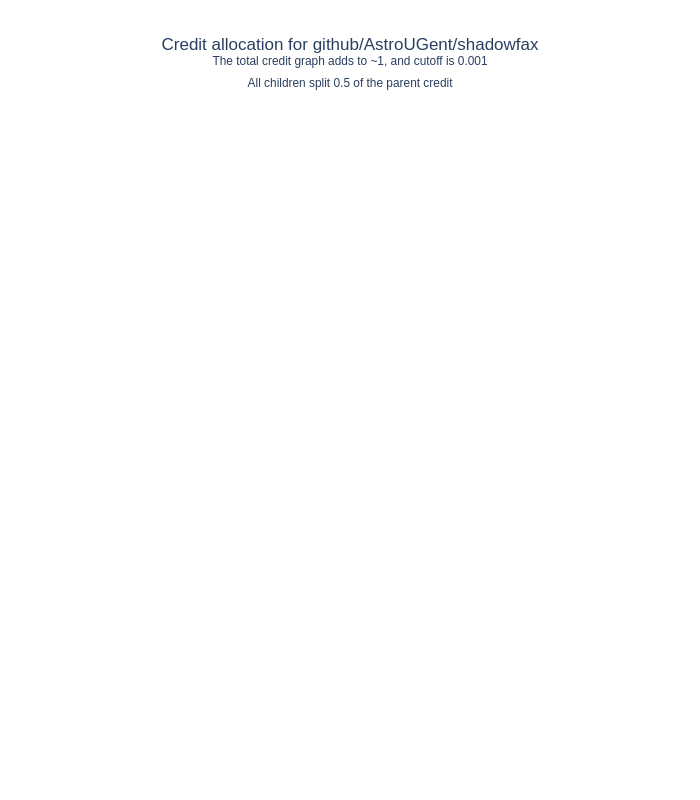 Credit allocation for github/AstroUGent/shadowfax
The total credit graph adds to ~1, and cutoff is 0.001
All children split 0.5 of the parent credit